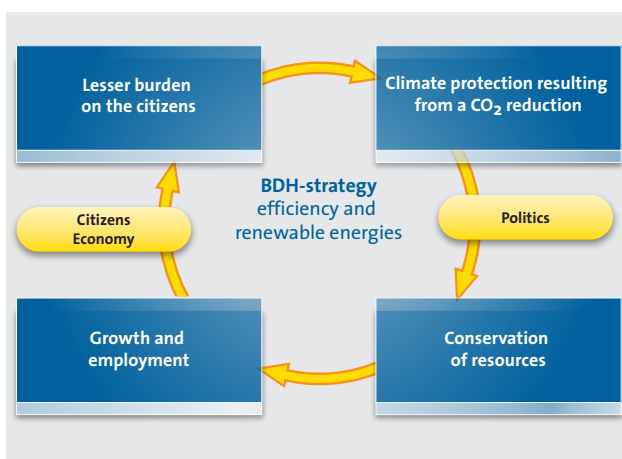 Lesser burden
on the citizens
Climate protection resulting
from a CO₂ reduction
BDH-strategy
efficiency and
renewable energies
Citizens
Economy
Politics
Growth and
employment
Conservation
of resources